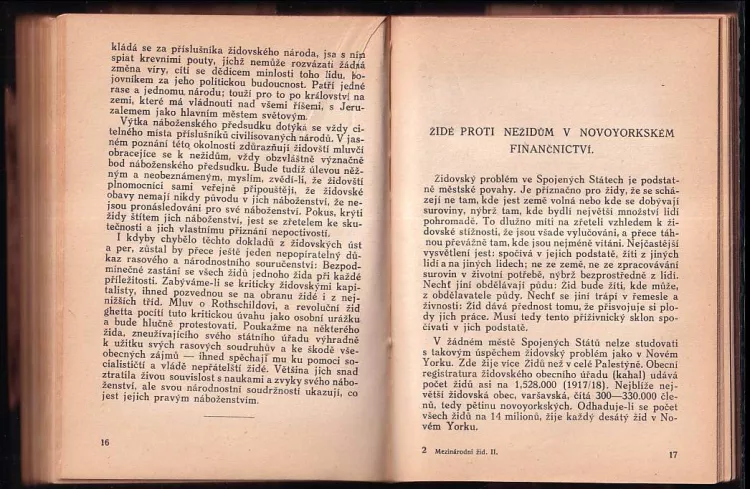 kládá se za příslušníka židovského národa, jsa s ním
spiat krevními pouty, jichž nemůže rozvázati žádná
změna víry, cítí se dědicem minlosti toho lidu, bo-
jovníkem za jeho politickou budoucnost. Patří jedné
rase a jednomu národu; touží pro to po království na
zemi, které má vládnouti nad všemi říšemi, s Jeru-
zalemem jako hlavním městem světovým.
Výtka náboženského předsudku dotýká se vždy ci-
telného místa příslušníků civilisovaných národů. V jas-
ném poznání této okolnosti zdůrazňují židovští mluvčí
obracejíce se k nežidům, vždy obzvláště význačně
bod náboženského předsudku. Bude tudíž úlevou něž-
ným a neobeznámeným, myslím, zvědí-li, že židovští
plnomocníci sami veřejně připouštějí, že židovské
obavy nemají nikdy původu v jich náboženství, že ne-
jsou pronásledováni pro své náboženství. Pokus, krýti
židy štítem jich náboženství, jest se zřetelem ke sku-
tečnosti a jich vlastnímu přiznání nepoctivostí.
I kdyby chybělo těchto dokladů z židovských úst
a per, zůstal by přece ještě jeden nepopíratelný dů-
kaz rasového a národnostního souručenství: Bezpod-
mínečné zastání se všech židů jednoho žida při každé
příležitosti. Zabýváme-li se kriticky židovskými kapi-
talisty, ihned pozvednou se na obranu židé i z nej-
nižších tříd. Mluv o Rothschildovi, a revoluční žid
ghetta pocítí tuto kritickou úvahu jako osobní urážku
a bude hlučně protestovati. Poukažme na některého
žida, zneužívajícího svého státního úřadu výhradně
k užitku svých rasových soudruhův a ke škodě vše-
obecných zájmů — ihned spěchají mu ku pomoci so-
cialističtí a vládě nepřátelští židé. Většina jich snad
ztratila živou souvislost s naukami a zvyky svého nábo-
ženství, ale svou národnostní soudržností ukazují, co
jest jejich pravým náboženstvím.
16
ŽIDÉ PROTI NEŽIDŮM V NOVOYORKSKÉM
FINANČNICTVÍ.
Židovský problém ve Spojených Státech je podstat-
ně městské povahy. Je příznačno pro židy, že se schá-
zejí ne tam, kde jest země volná nebo kde se dobývají
suroviny, nýbrž tam, kde bydlí největší množství lidí
pohromadě. To dlužno míti na zřeteli vzhledem k ži-
dovské stížnosti, že jsou všade vylučováni, a přece táh-
nou převážně tam, kde jsou nejméně vítáni. Nejčastější
vysvětlení jest: spočívá v jejich podstatě, žíti z jiných
lidí a na jiných lidech; ne ze země, ne ze zpracovávání
surovin v životní potřebě, nýbrž bezprostředně z lidí.
Nechť jiní obdělávají půdu: Žid bude žíti, kde může,
z obdělavatele půdy. Nechť se jiní trápí v řemesle a
živnosti: Žid dává přednost tomu, že přisvojuje si plo-
dy jich práce. Musí tedy tento příživnický sklon spo-
čívati v jich podstatě.
V žádném městě Spojených Států nelze studovati
s takovým úspěchem židovský problém jako v Novém
Yorku. Zde žije více Židů než v celé Palestýně. Obecní
registratura židovského obecního úřadu (kahal) udává
počet židů asi na 1,528.000 (1917/18). Nejblíže nej-
větší židovská obec, varšavská, čítá 300—330.000 čle-
nů, tedy pětinu novoyorkských. Odhaduje-li se počet
všech židů na 14 milionů, žije každý desátý žid v No-
vém Yorku.
2 Mezinárodní žid. II.
17